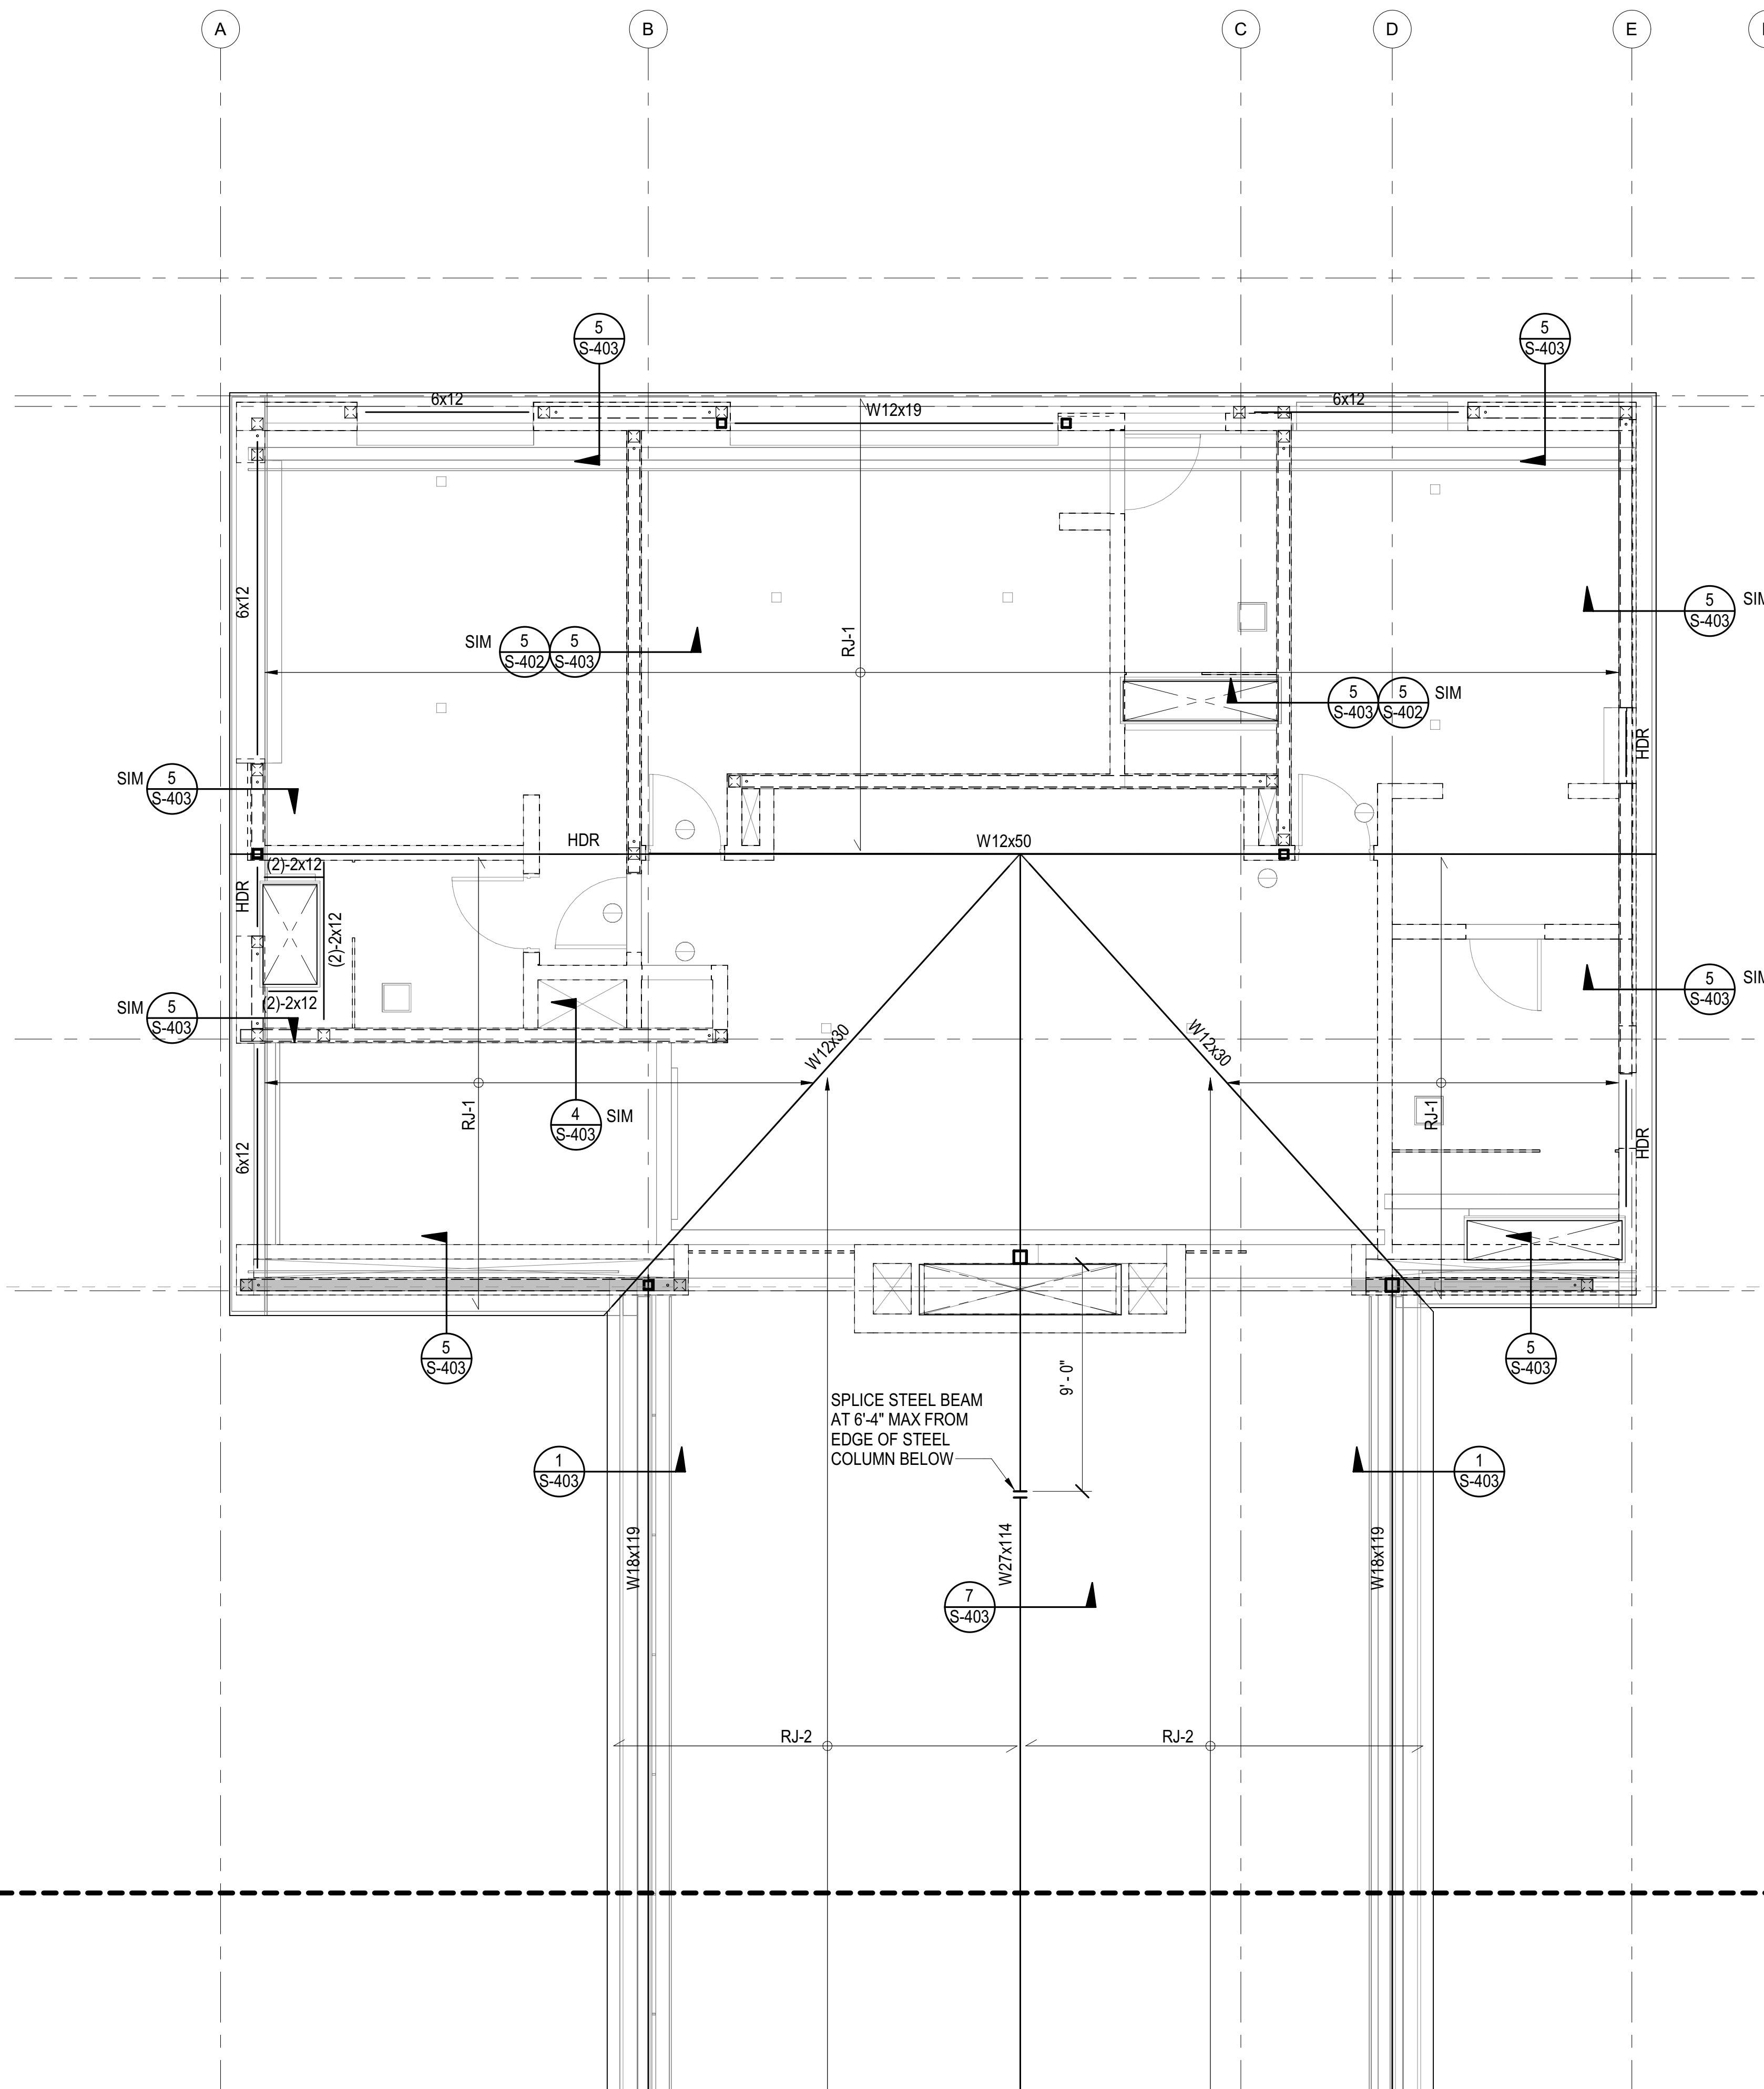 A
B
C
D
E
5
S-403
5
S-403
6x12
W12x19
6x12
6x12
RJ-1
5
S-403
SIM
5
S-402
5
S-403
5
S-403
5
S-402
SIM
HDR
SIM
5
S-403
HDR
W12x50
(2)-2x12
HDR
(2)-2x12
(2)-2x12
SIM
5
S-403
5
S-403
W12x30
W12x30
RJ-1
4
S-403
SIM
RJ-1
6x12
HDR
5
S-403
5
S-403
9' - 0"
SPLICE STEEL BEAM
AT 6'-4" MAX FROM
EDGE OF STEEL
COLUMN BELOW
1
S-403
1
S-403
W18x119
W27x114
W18x119
7
S-403
RJ-2
RJ-2